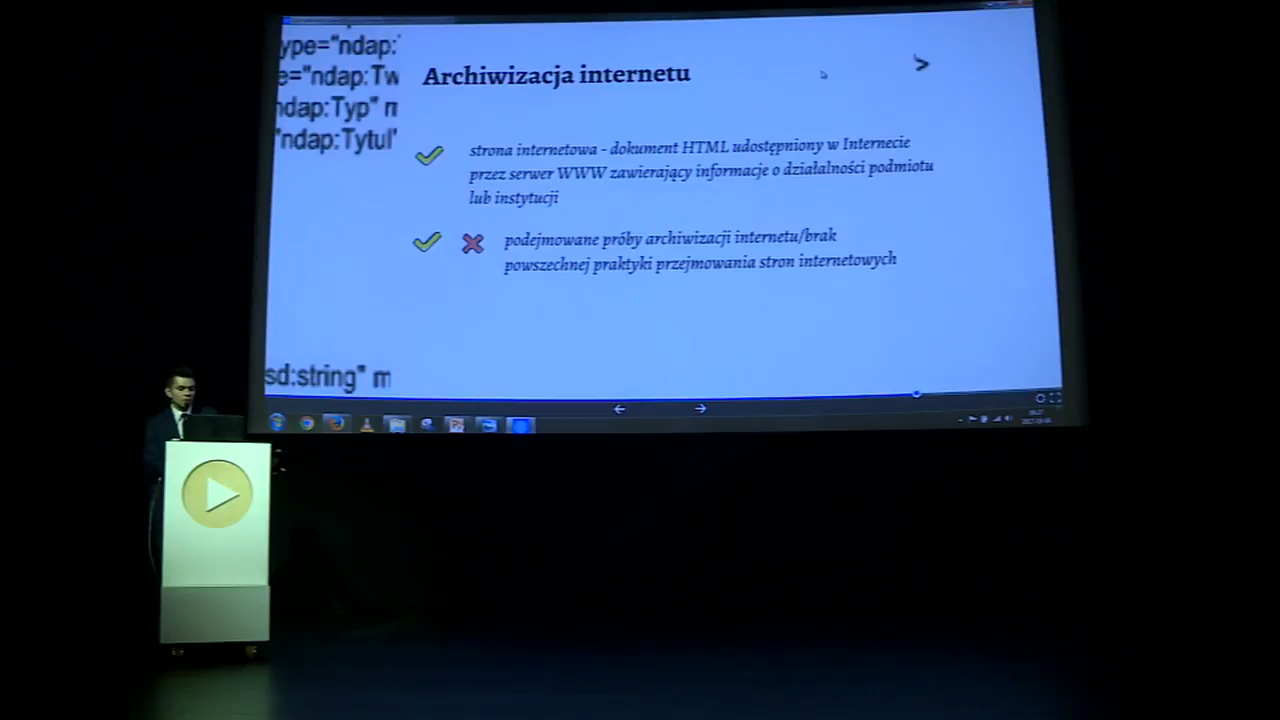 ype="ndap:
e="ndap:Tw
ndap:Typ" m
"ndap:Tytuł"
Archiwizacja internetu
>
strona internetowa - dokument HTML udostępniony w Internecie
przez serwer WWW zawierający informacje o działalności podmiotu
lub instytucji
podejmowane próby archiwizacji internetu/brak
powszechnej praktyki przejmowania stron internetowych
sd:string" m